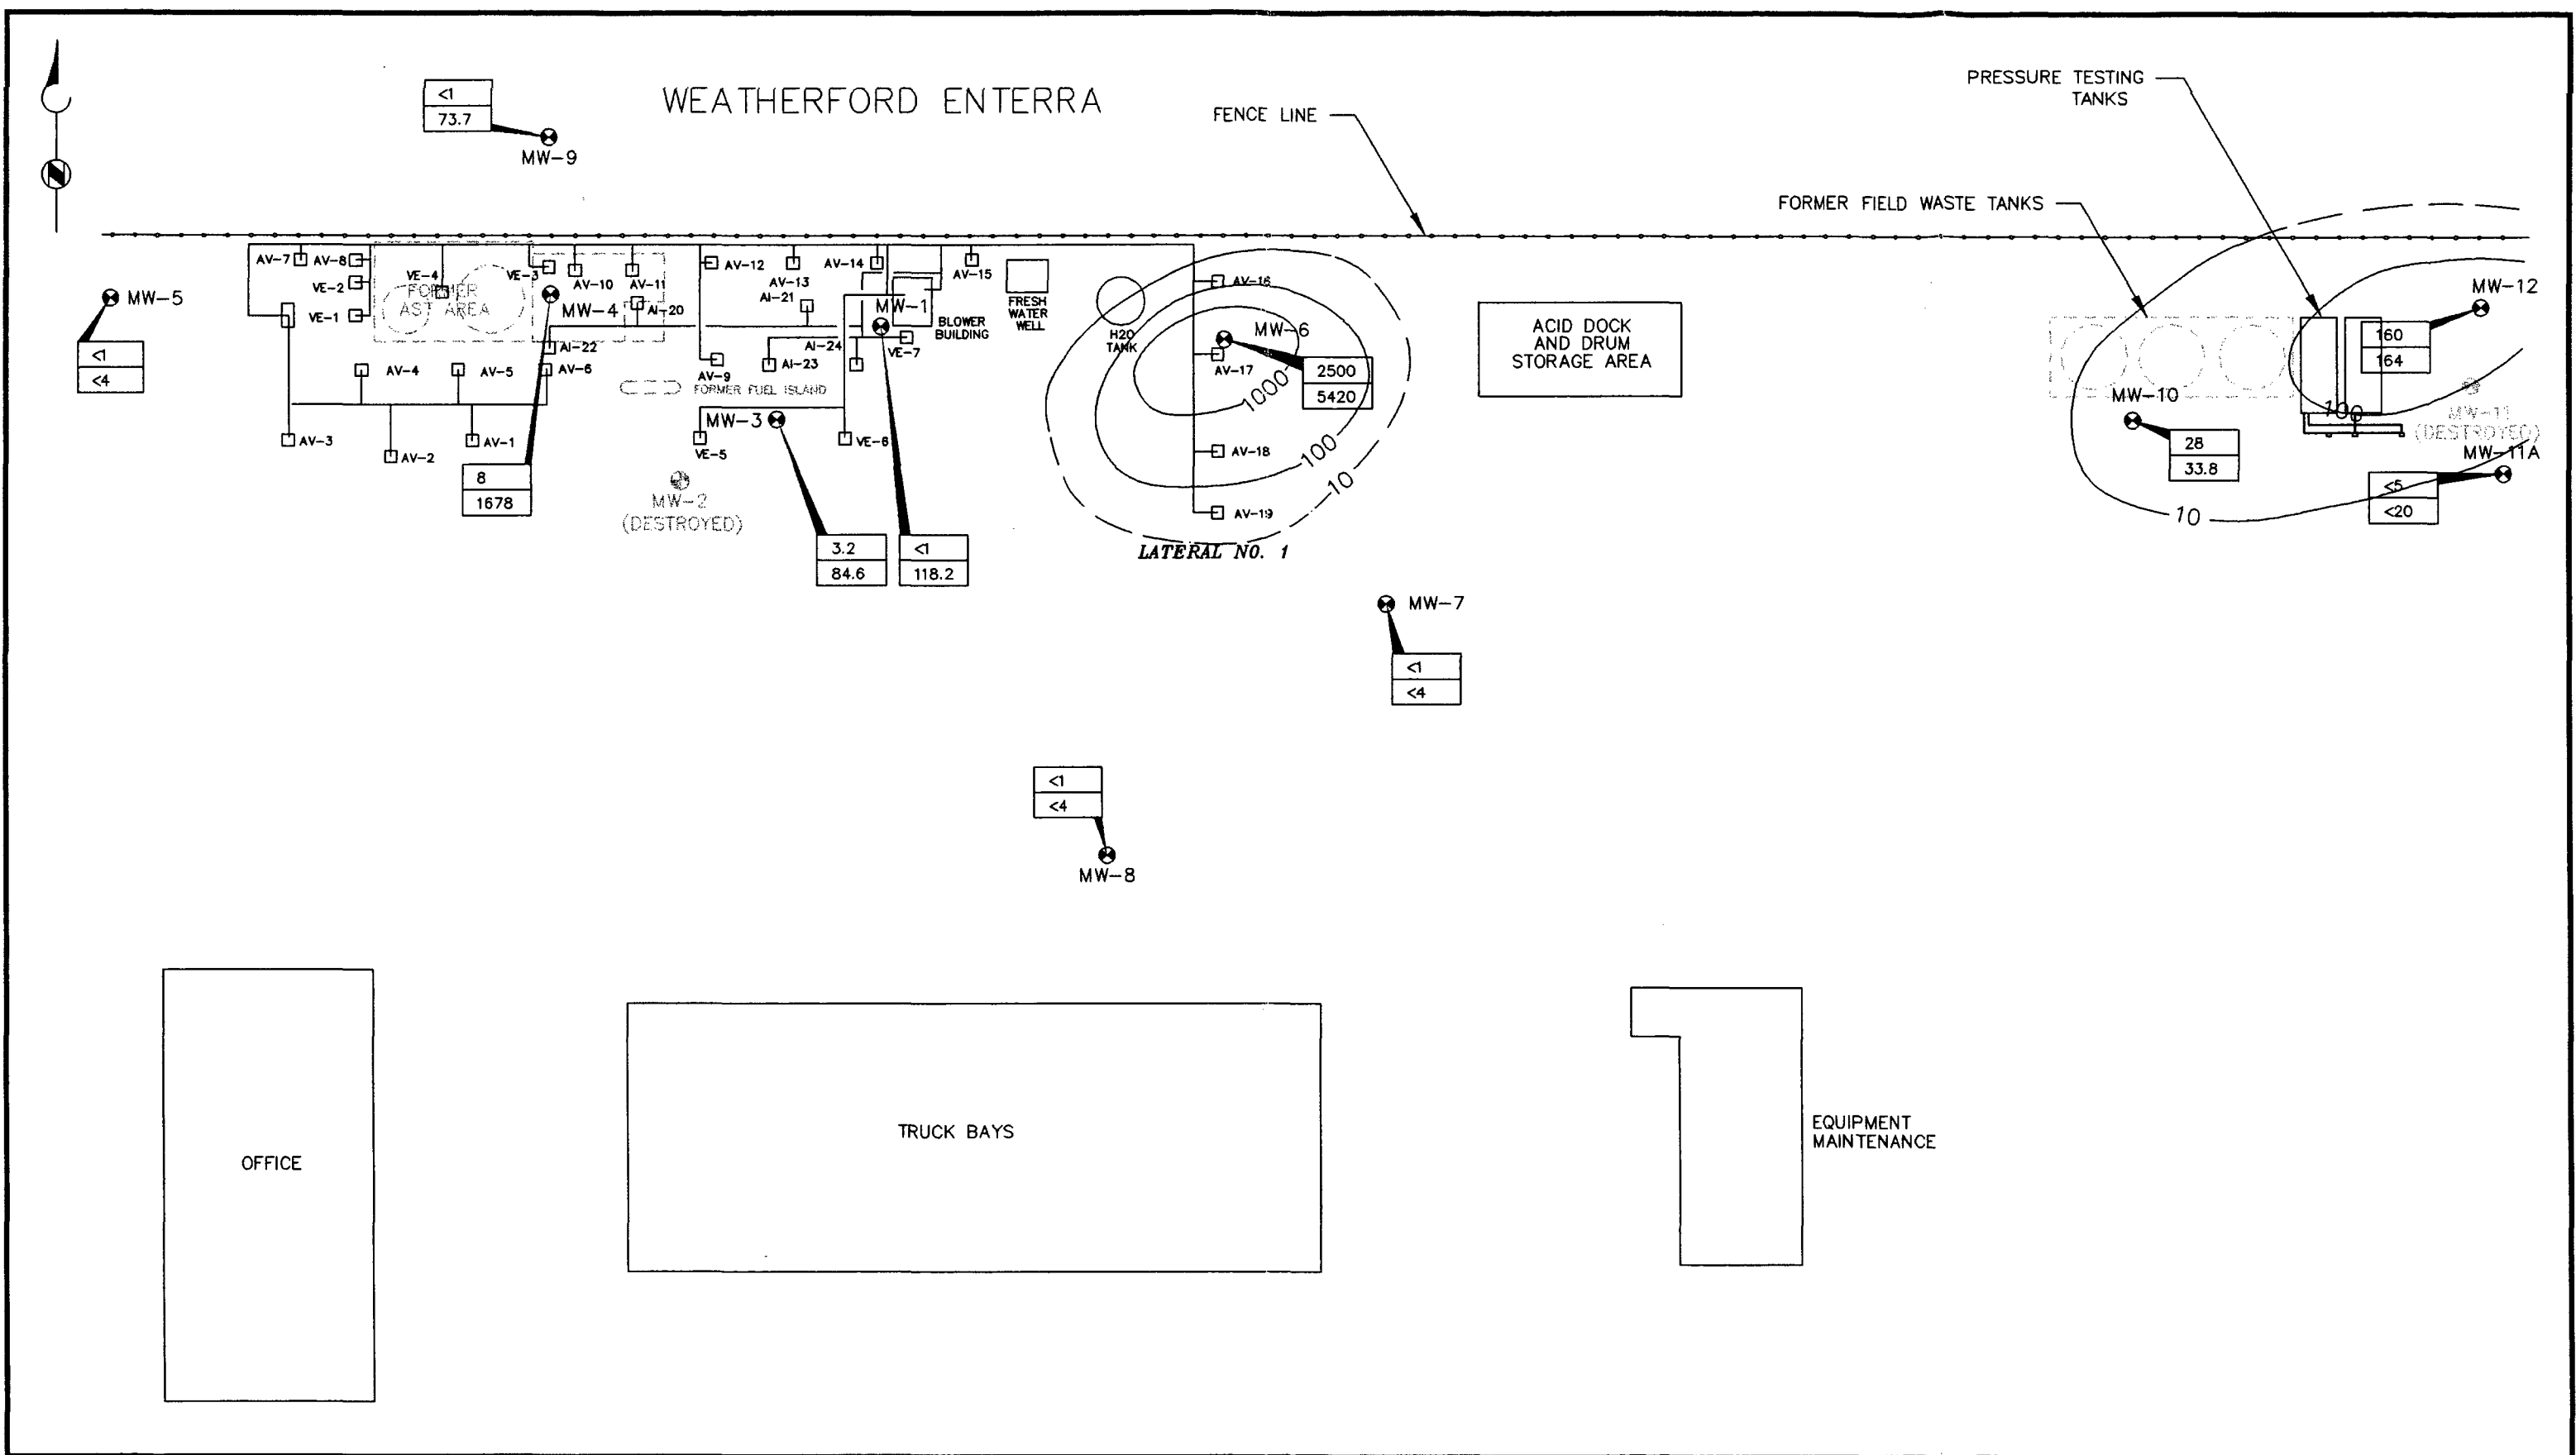 WEATHERFORD ENTERRA
<1
73.7
MW-9
FENCE LINE
PRESSURE TESTING
TANKS
FORMER FIELD WASTE TANKS
MW-5
<1
<4
AV-7
AV-8
VE-2
VE-1
VE-4
FORMER
AST AREA
VE-3
AV-10
AV-11
MW-4
AI-20
AI-22
AV-4
AV-5
AV-6
AV-3
AV-2
AV-1
8
1678
AV-12
AV-13
AI-21
AV-14
AV-15
MW-1
BLOWER
BUILDING
FRESH
WATER
WELL
AI-24
VE-7
AV-9
AI-23
FORMER FUEL ISLAND
MW-3
VE-5
VE-6
MW-2
(DESTROYED)
3.2
84.6
<1
118.2
H2O
TANK
AV-16
MW-6
AV-17
2500
5420
1000
100
10
AV-18
AV-19
LATERAL NO. 1
ACID DOCK
AND DRUM
STORAGE AREA
MW-12
160
164
MW-10
28
33.8
100
MW-11
(DESTROYED)
MW-11A
<5
<20
10
MW-7
<1
<4
<1
<4
MW-8
OFFICE
TRUCK BAYS
EQUIPMENT
MAINTENANCE